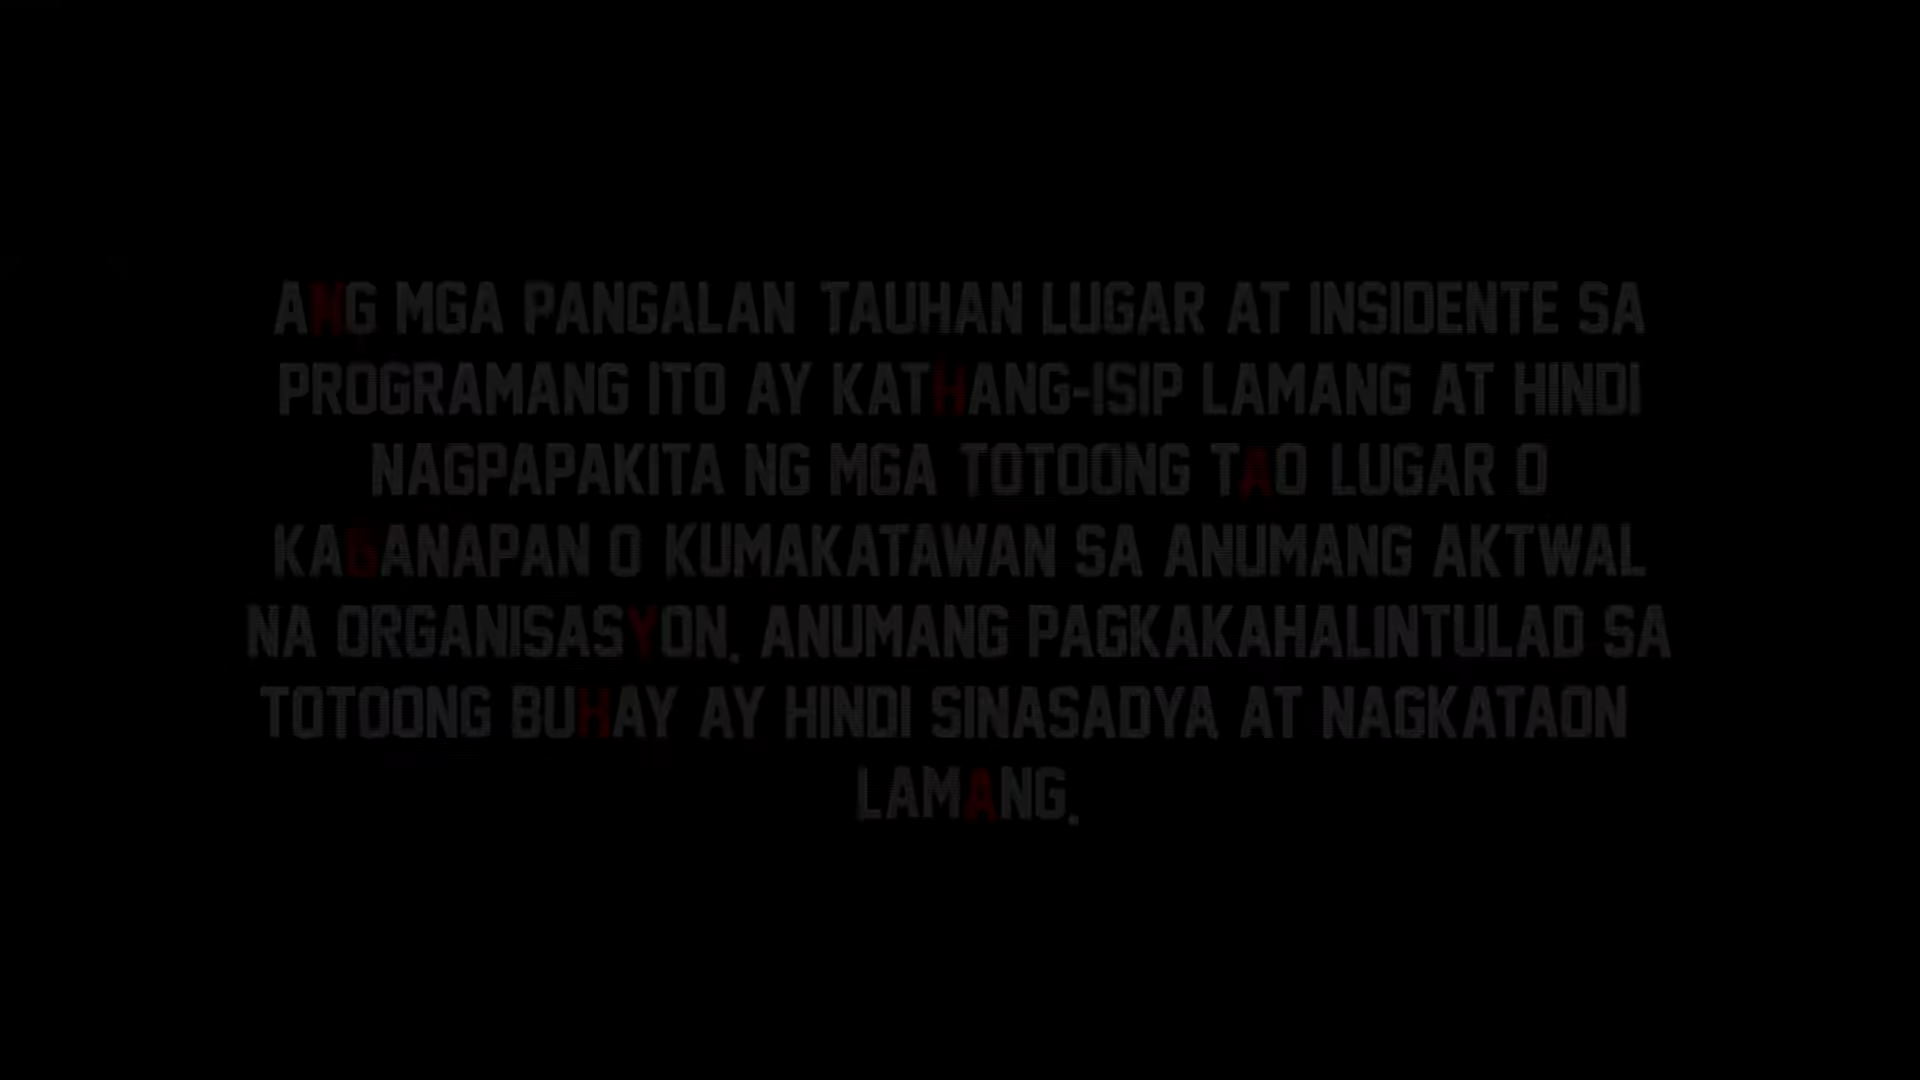 ANG MGA PANGALAN TAUHAN LUGAR AT INSIDENTE SA
PROGRAMANG ITO AY KATHANG-ISIP LAMANG AT HINDI
NAGPAPAKITA NG MGA TOTOONG TAO LUGAR O
KAGANAPAN O KUMAKATAWAN SA ANUMANG AKTWAL
NA ORGANISASYON. ANUMANG PAGKAKAHALINTULAD SA
TOTOONG BUHAY AY HINDI SINASADYA AT NAGKATAON
LAMANG.